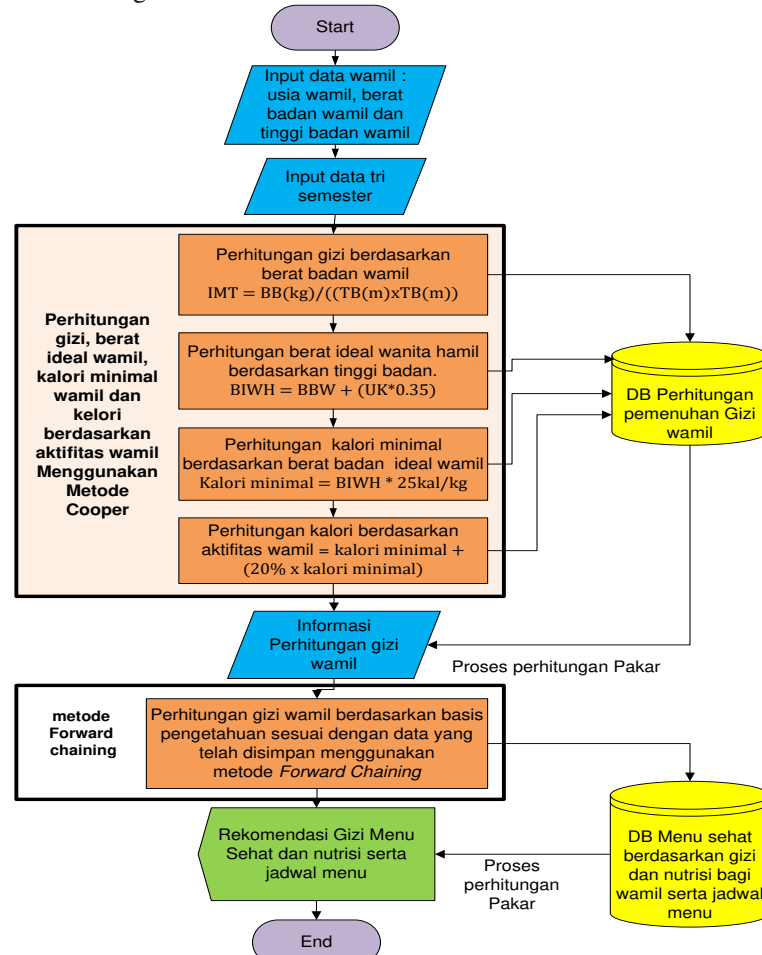 Start
Input data wamil :
usia wamil, berat
badan wamil dan
tinggi badan wamil
Input data tri
semester
Perhitungan
gizi, berat
ideal wamil,
kalori minimal
wamil dan
kelori
berdasarkan
aktifitas wamil
Menggunakan
Metode
Cooper
Perhitungan gizi berdasarkan
berat badan wamil
IMT = BB(kg)/((TB(m)xTB(m))
Perhitungan berat ideal wanita hamil
berdasarkan tinggi badan.
BIWH = BBW + (UK*0.35)
Perhitungan kalori minimal
berdasarkan berat badan ideal wamil
Kalori minimal = BIWH * 25kal/kg
Perhitungan kalori berdasarkan
aktifitas wamil = kalori minimal +
(20% x kalori minimal)
DB Perhitungan
pemenuhan Gizi
wamil
Informasi
Perhitungan gizi
wamil
Proses perhitungan Pakar
metode
Forward
chaining
Perhitungan gizi wamil berdasarkan basis
pengetahuan sesuai dengan data yang
telah disimpan menggunakan
metode Forward Chaining
Rekomendasi Gizi Menu
Sehat dan nutrisi serta
jadwal menu
Proses
perhitungan
Pakar
DB Menu sehat
berdasarkan gizi
dan nutrisi bagi
wamil serta jadwal
menu
End